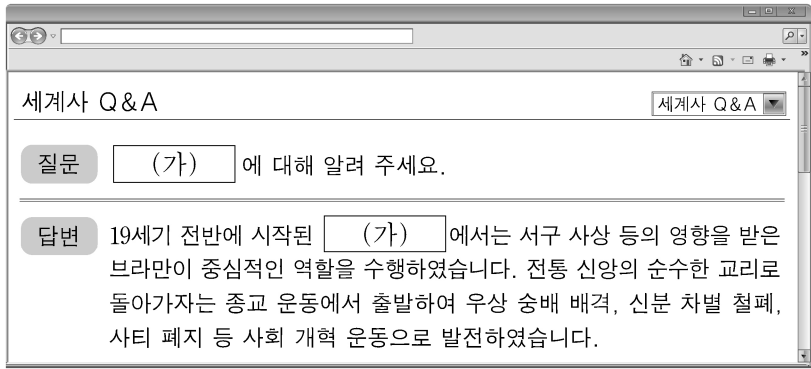 세계사 Q&A
세계사 Q&A
질문 (가) 에 대해 알려 주세요.
답변 19세기 전반에 시작된 (가) 에서는 서구 사상 등의 영향을 받은
브라만이 중심적인 역할을 수행하였습니다. 전통 신앙의 순수한 교리로
돌아가자는 종교 운동에서 출발하여 우상 숭배 배격, 신분 차별 철폐,
사티 폐지 등 사회 개혁 운동으로 발전하였습니다.